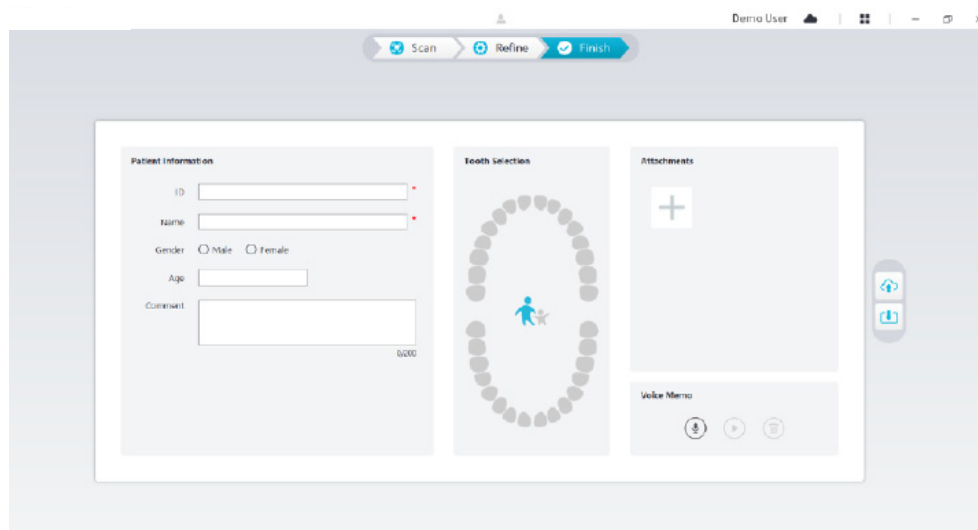 Demo User
Scan
Refine
Finish
Patient Information
ID
*
Name
*
Gender
Male
Female
Age
Comment
0/200
Tooth Selection
Attachments
Voice Memo